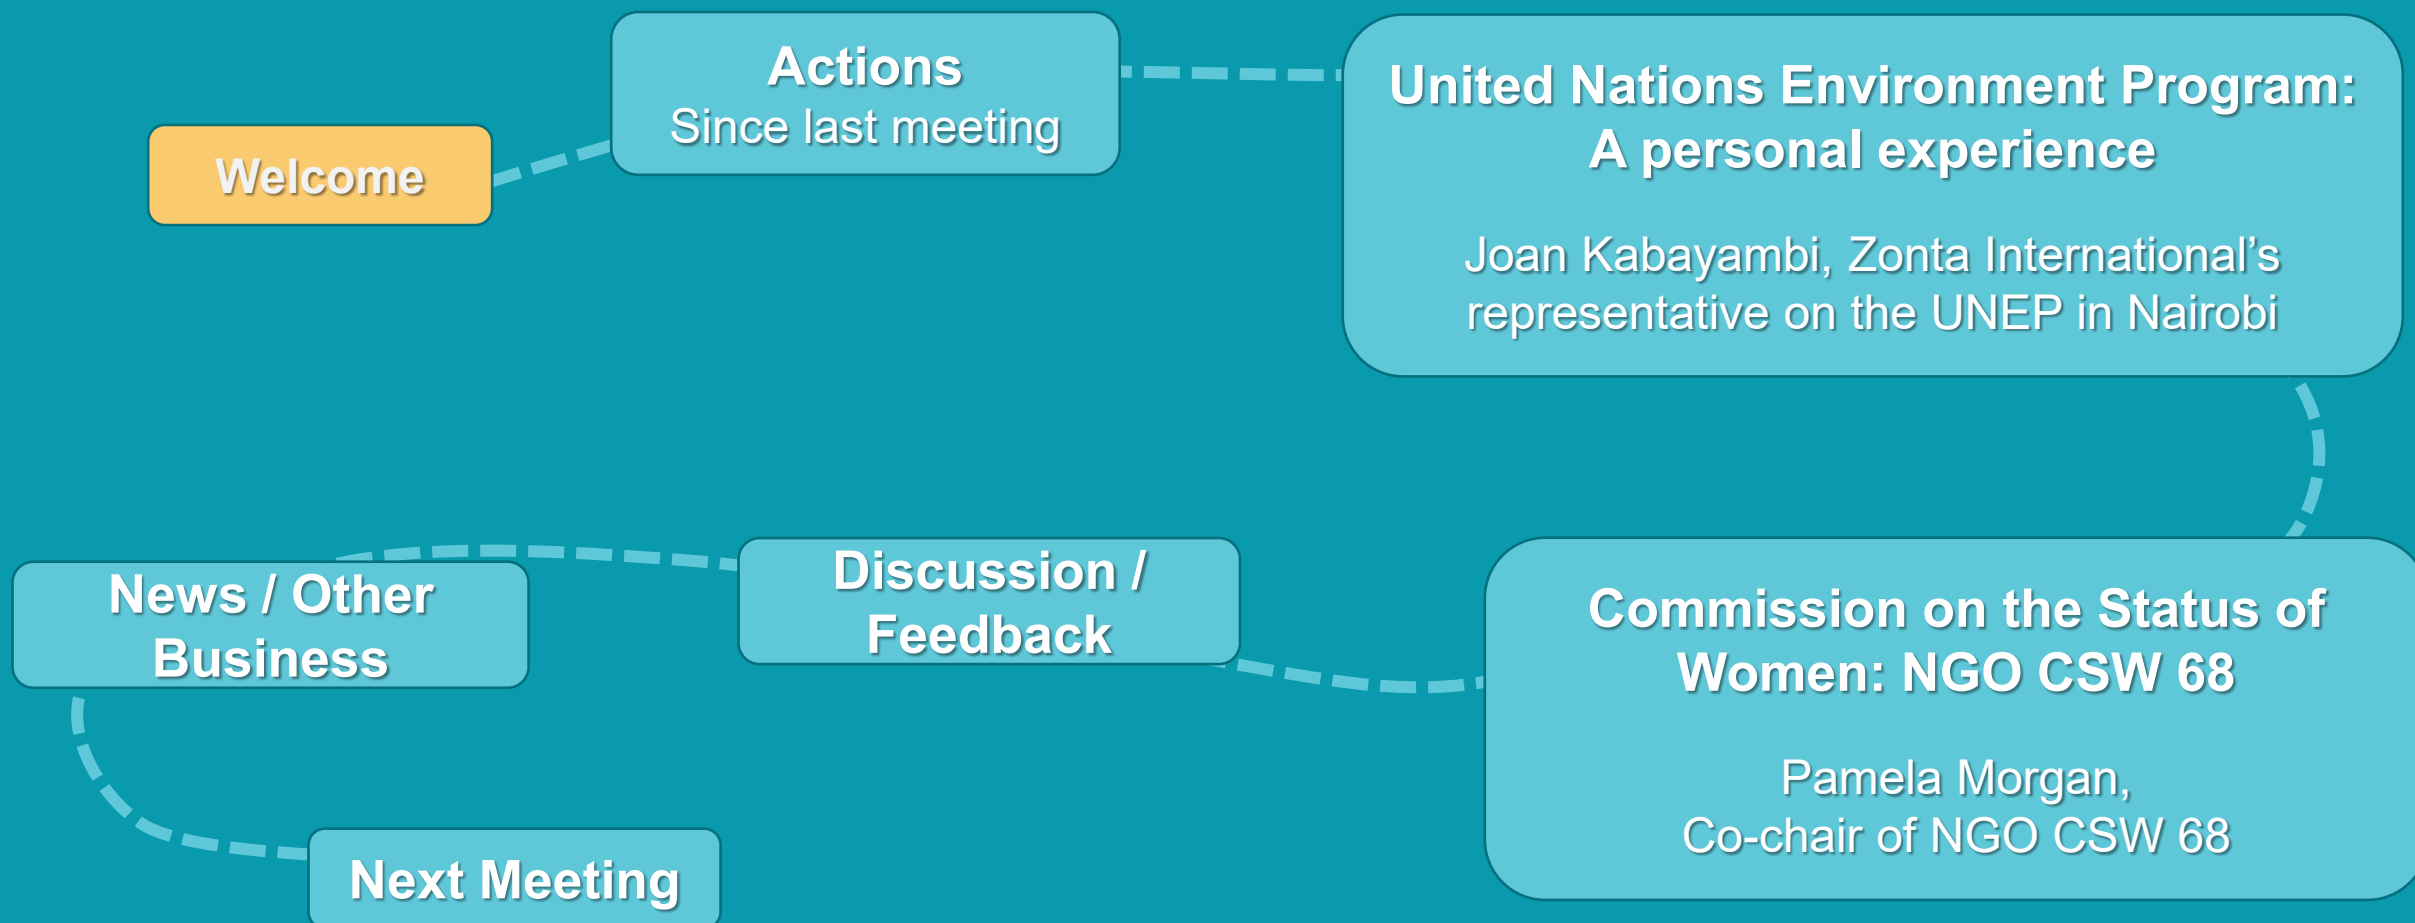 Welcome
Actions
Since last meeting
United Nations Environment Program:
A personal experience
Joan Kabayambi, Zonta International’s
representative on the UNEP in Nairobi
Commission on the Status of
Women: NGO CSW 68
Pamela Morgan,
Co-chair of NGO CSW 68
Discussion /
Feedback
News / Other
Business
Next Meeting